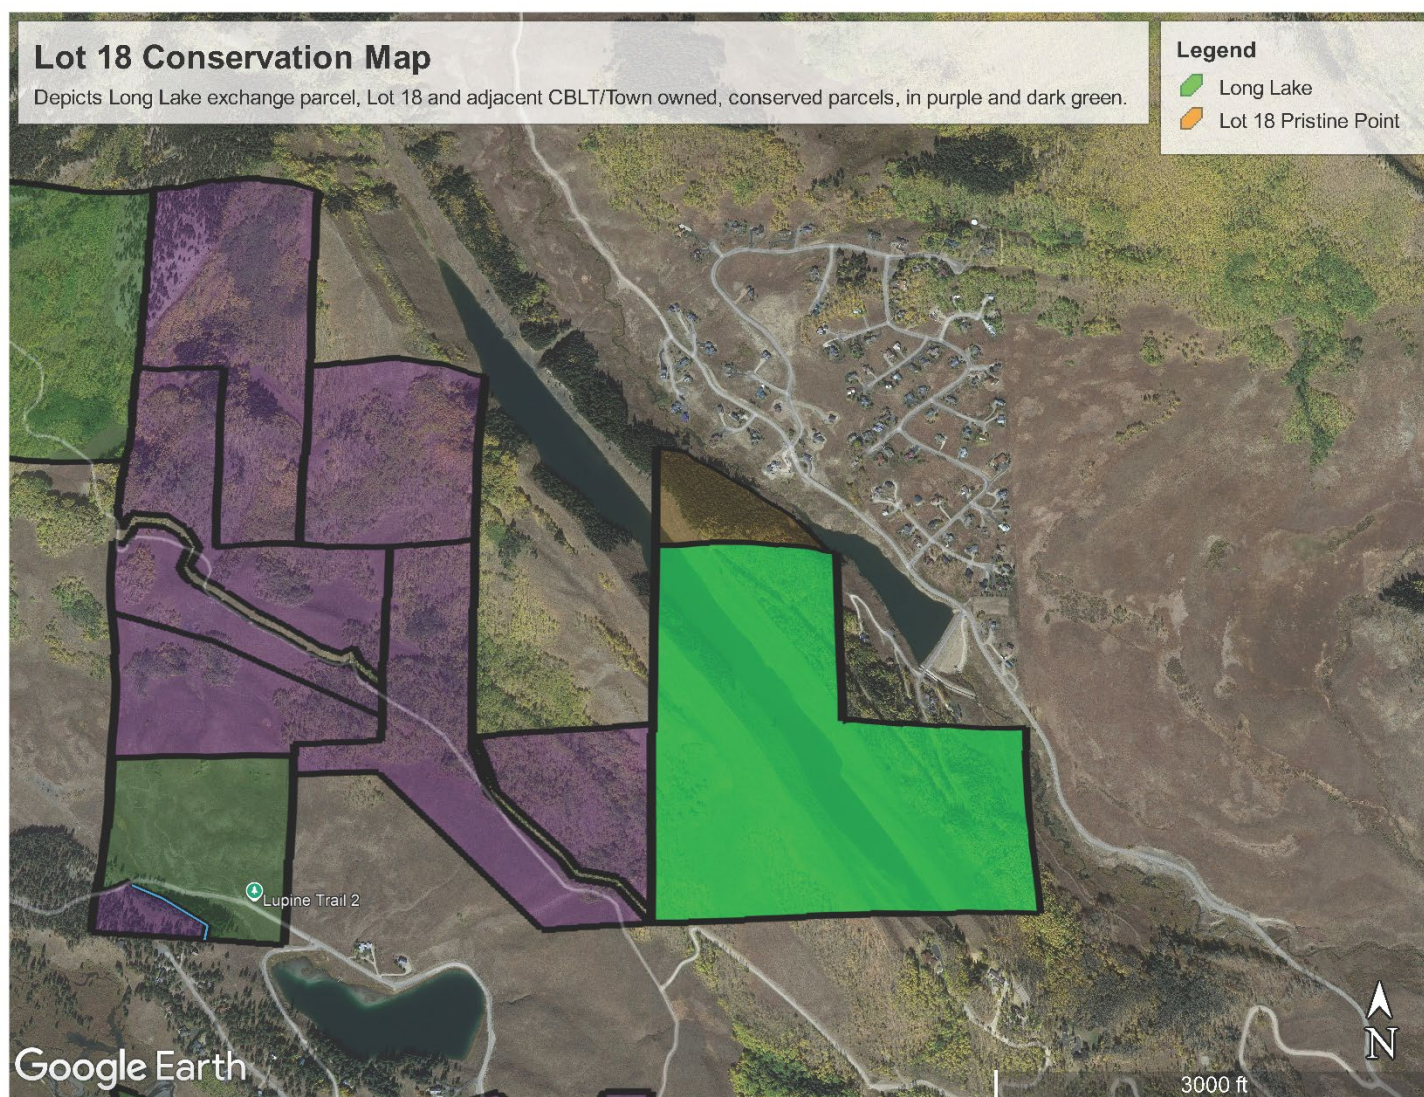 Lot 18 Conservation Map
Depicts Long Lake exchange parcel, Lot 18 and adjacent CBLT/Town owned, conserved parcels, in purple and dark green.
Legend
Long Lake
Lot 18 Pristine Point
Lupine Trail 2
Google Earth
N
3000 ft